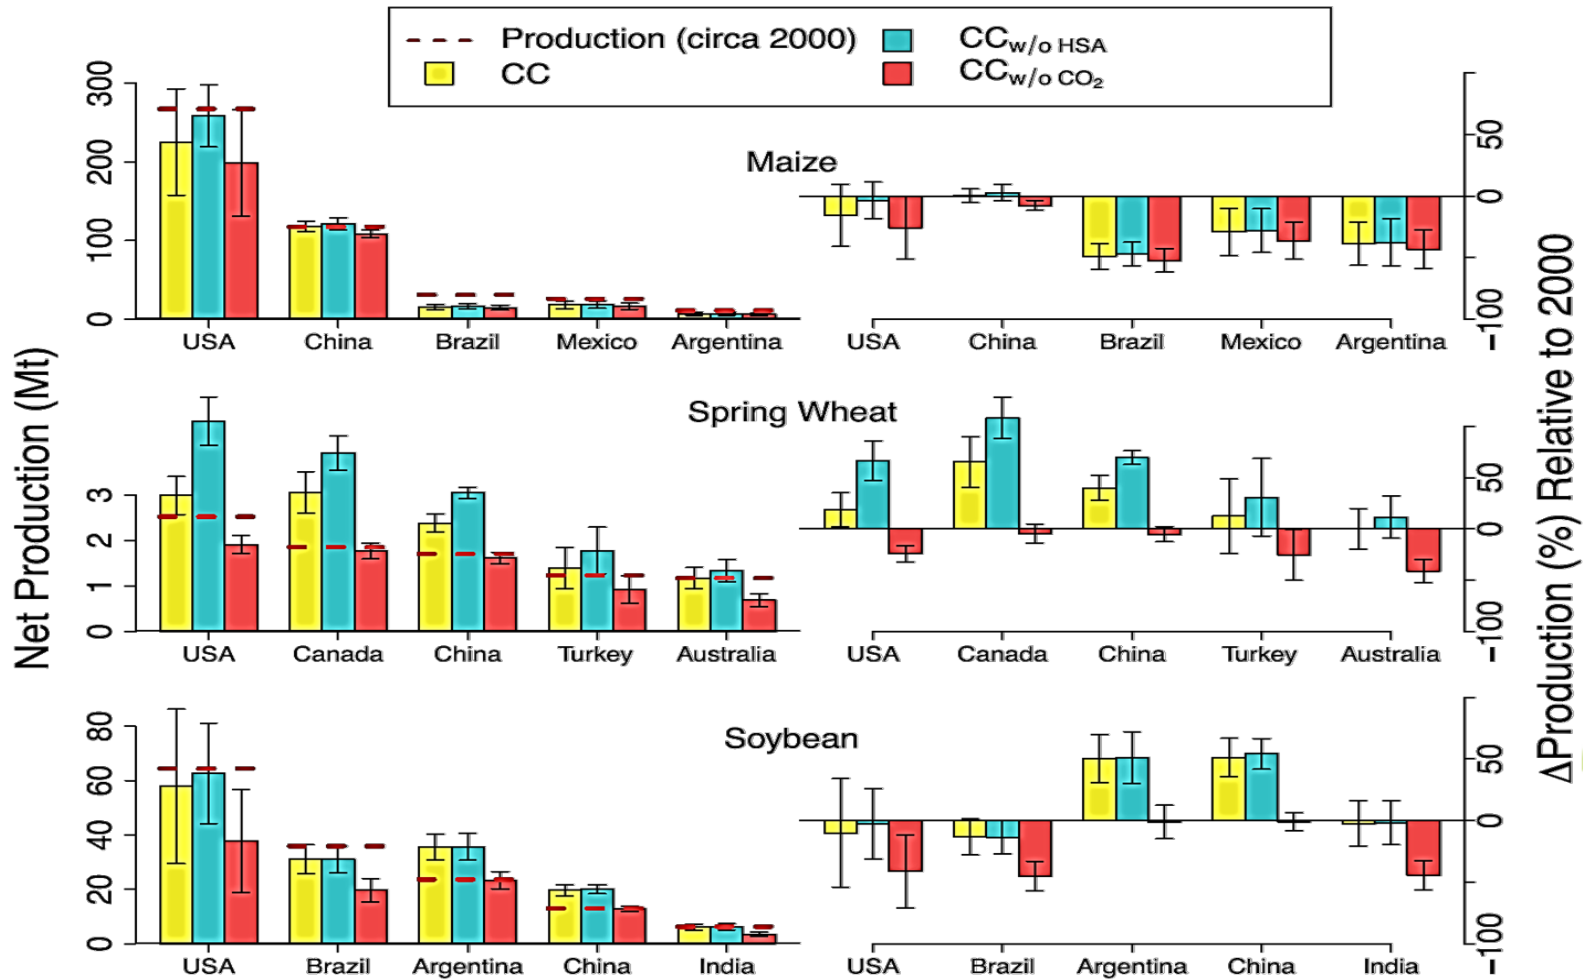 Production (circa 2000)
CC
CCw/o HSA
CCw/o CO2
Net Production (Mt)
ΔProduction (%) Relative to 2000
Maize
300
200
100
0
USA China Brazil Mexico Argentina
50
0
−100
USA China Brazil Mexico Argentina
Spring Wheat
3
2
1
0
USA Canada China Turkey Australia
50
0
−100
USA Canada China Turkey Australia
Soybean
80
60
40
20
0
USA Brazil Argentina China India
50
0
−100
USA Brazil Argentina China India